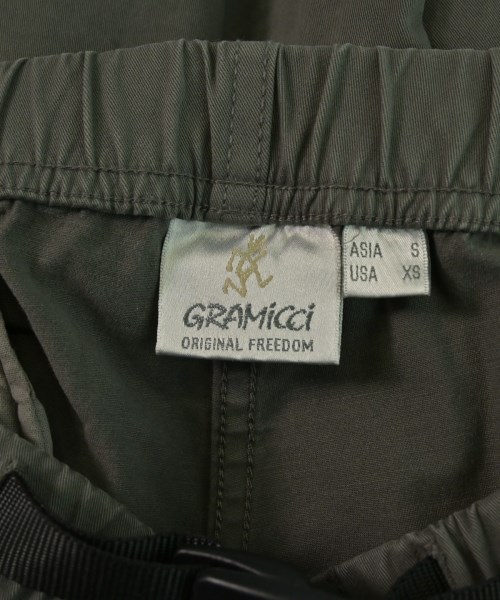 GRAMicci
ORIGINAL FREEDOM
ASIA S
USA XS